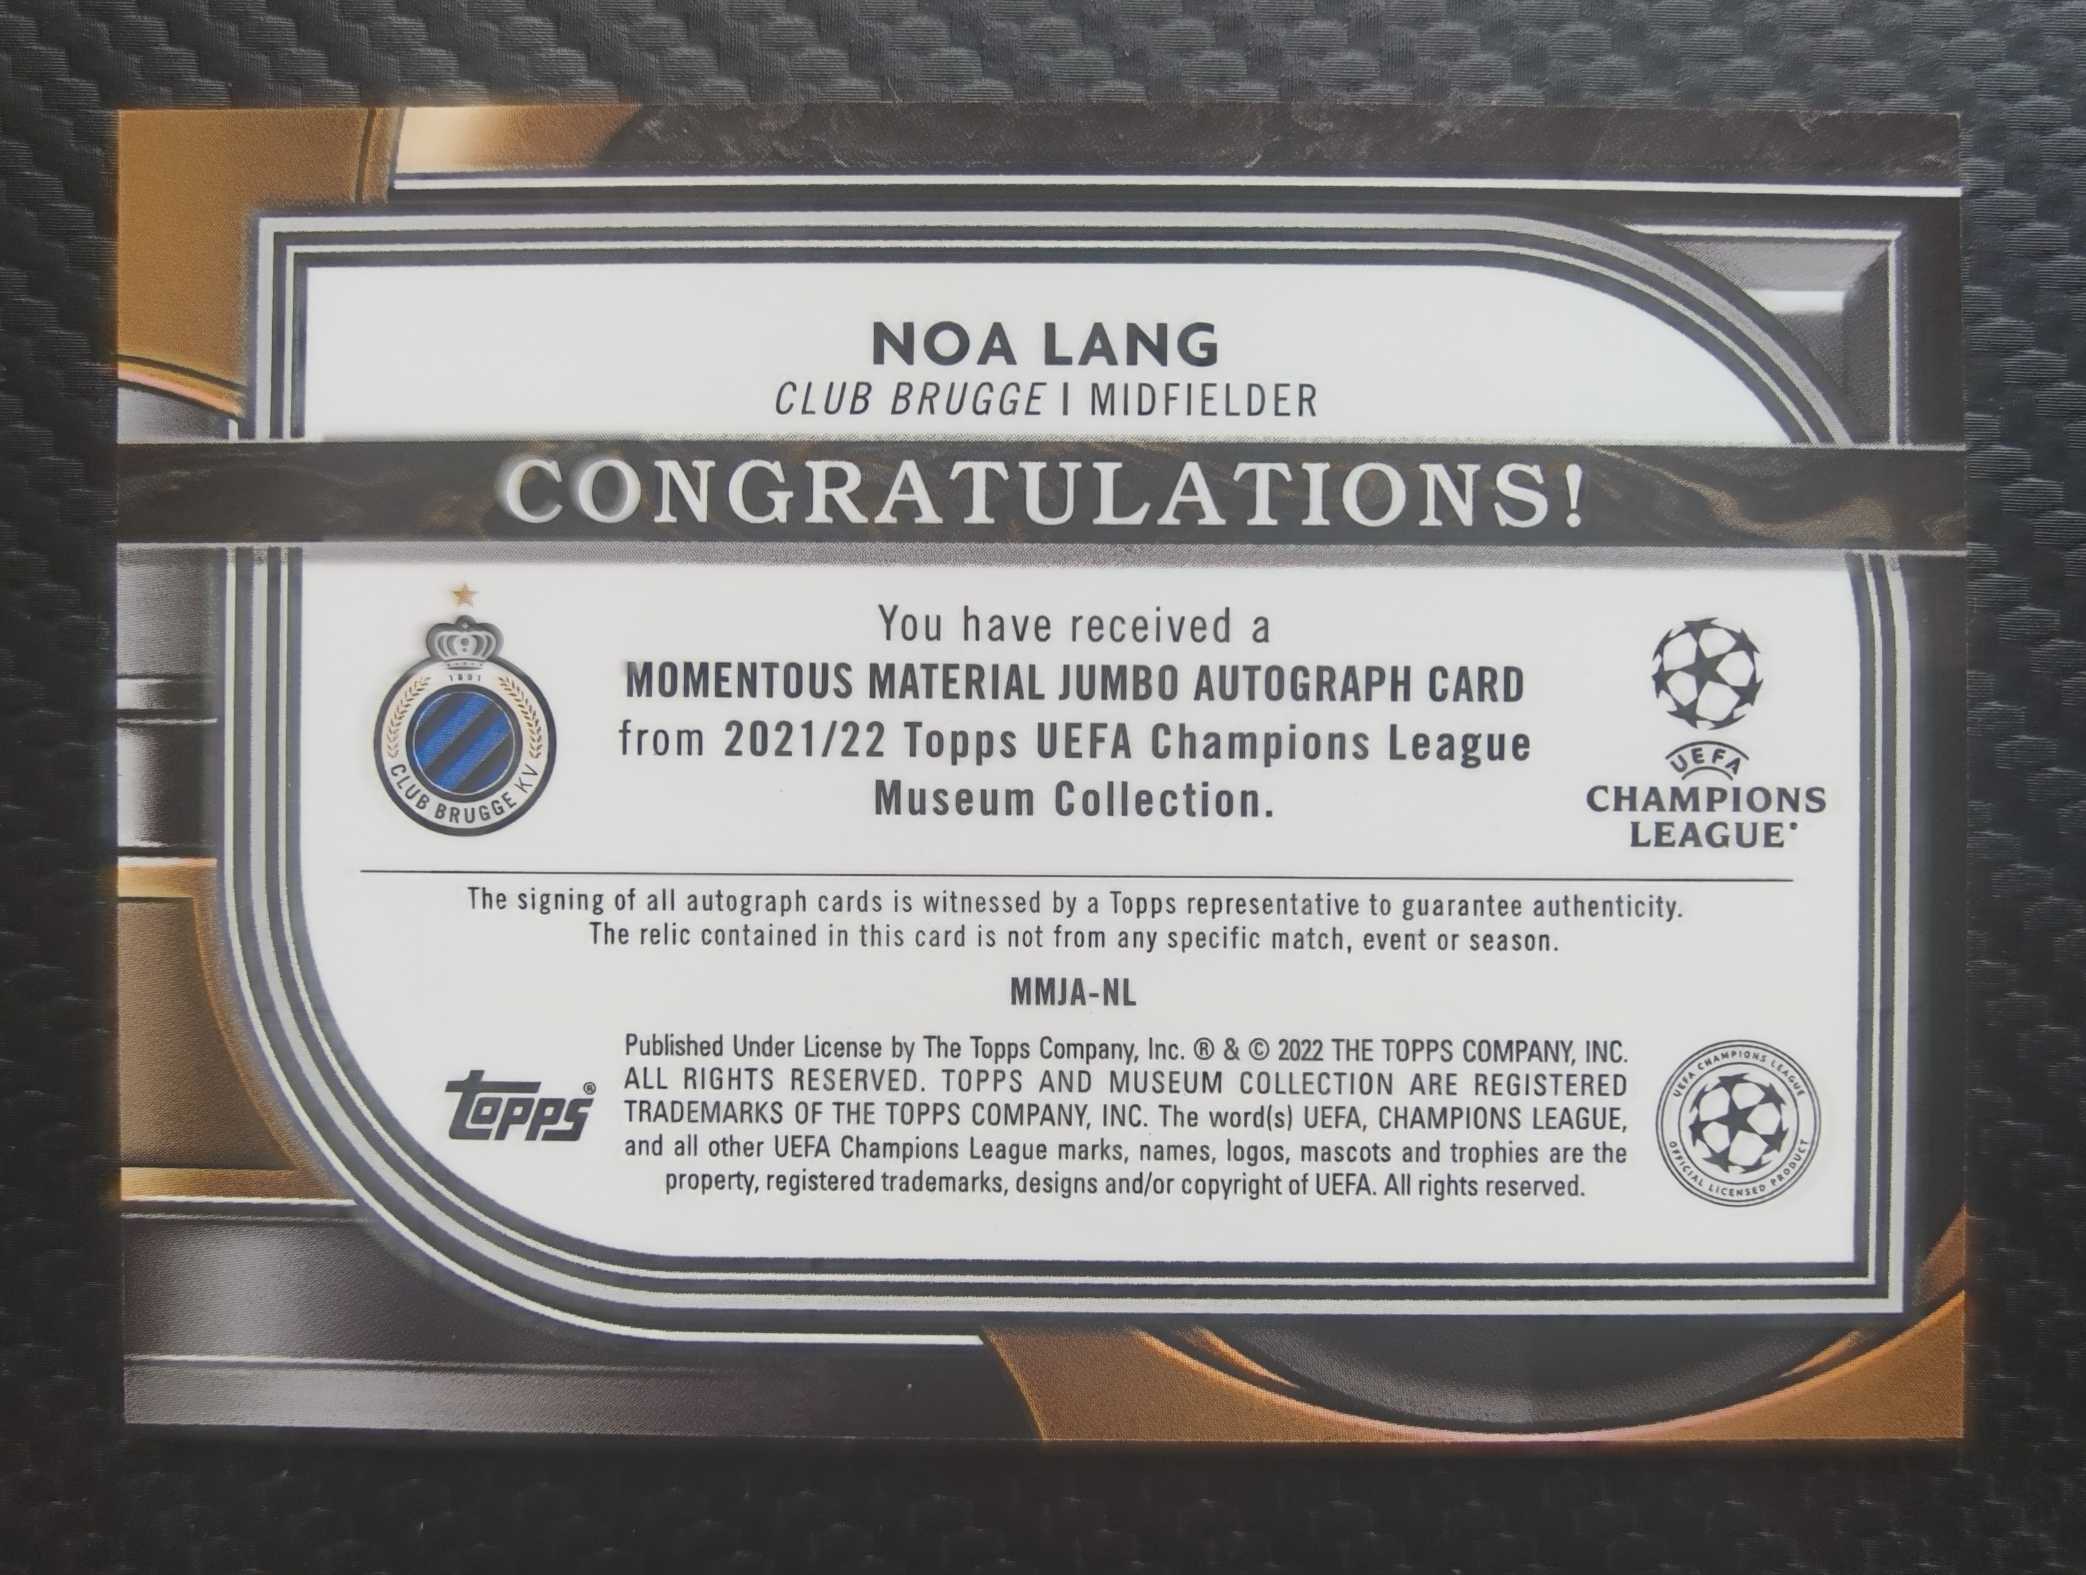 NOA LANG
CLUB BRUGGE | MIDFIELDER
CONGRATULATIONS!
You have received a
MOMENTOUS MATERIAL JUMBO AUTOGRAPH CARD
from 2021/22 Topps UEFA Champions League
Museum Collection.
1891
CLUB BRUGGE KV
UEFA
CHAMPIONS
LEAGUE®
The signing of all autograph cards is witnessed by a Topps representative to guarantee authenticity.
The relic contained in this card is not from any specific match, event or season.
MMJA-NL
Topps®
Published Under License by The Topps Company, Inc. ® & © 2022 THE TOPPS COMPANY, INC.
ALL RIGHTS RESERVED. TOPPS AND MUSEUM COLLECTION ARE REGISTERED
TRADEMARKS OF THE TOPPS COMPANY, INC. The word(s) UEFA, CHAMPIONS LEAGUE,
and all other UEFA Champions League marks, names, logos, mascots and trophies are the
property, registered trademarks, designs and/or copyright of UEFA. All rights reserved.
UEFA CHAMPIONS LEAGUE
OFFICIAL LICENSED PRODUCT